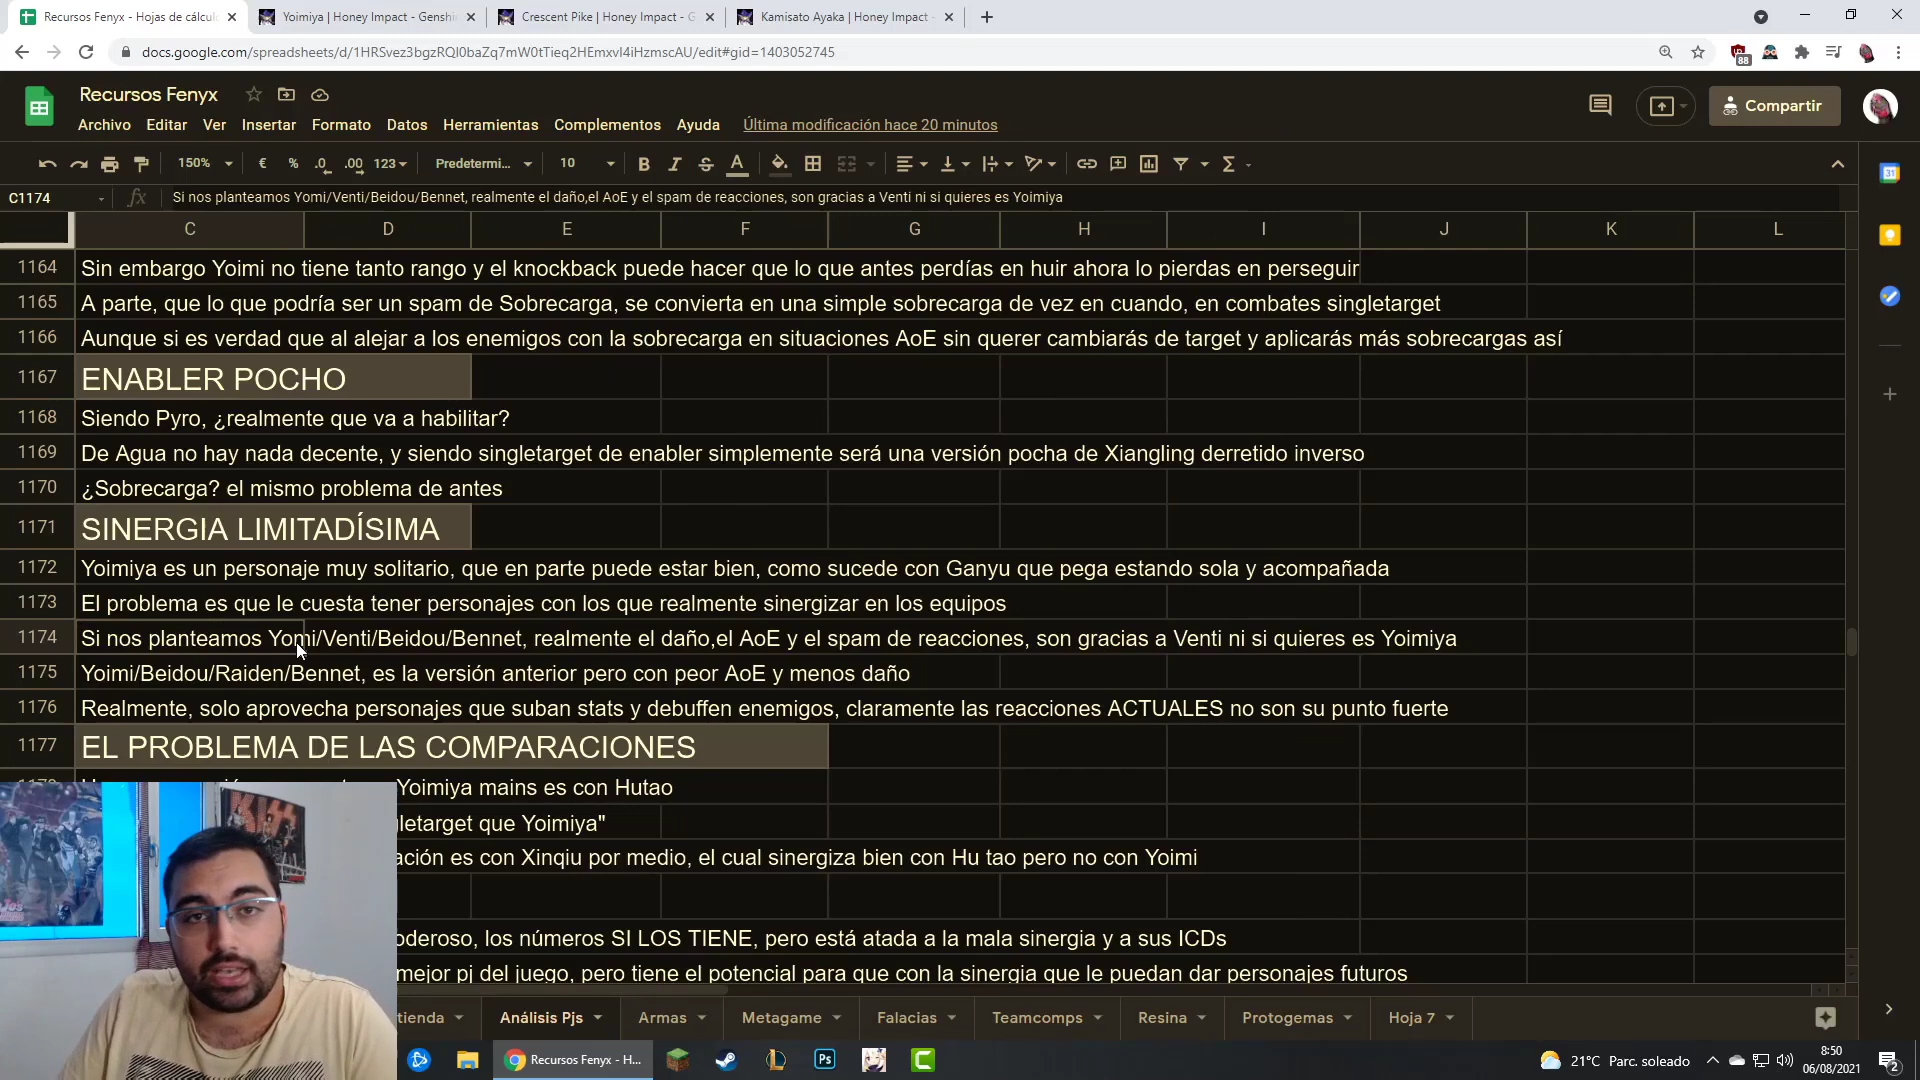 Recursos Fenyx - Hojas de cálcul
Yoimiya | Honey Impact - Genshi
Crescent Pike | Honey Impact - G
Kamisato Ayaka | Honey Impact -
docs.google.com/spreadsheets/d/1HRSvez3bgzRQI0baZq7mW0tTieq2HEmxvl4iHzmscAU/edit#gid=1403052745
88
Recursos Fenyx
Compartir
Archivo Editar Ver Insertar Formato Datos Herramientas Complementos Ayuda Última modificación hace 20 minutos
150% € % .0 .00 123 Predetermi... 10 B I S A Σ
C1174 fx Si nos planteamos Yomi/Venti/Beidou/Bennet, realmente el daño,el AoE y el spam de reacciones, son gracias a Venti ni si quieres es Yoimiya
C D E F G H I J K L
1164 Sin embargo Yoimi no tiene tanto rango y el knockback puede hacer que lo que antes perdías en huir ahora lo pierdas en perseguir
1165 A parte, que lo que podría ser un spam de Sobrecarga, se convierta en una simple sobrecarga de vez en cuando, en combates singletarget
1166 Aunque si es verdad que al alejar a los enemigos con la sobrecarga en situaciones AoE sin querer cambiarás de target y aplicarás más sobrecargas así
1167 ENABLER POCHO
1168 Siendo Pyro, ¿realmente que va a habilitar?
1169 De Agua no hay nada decente, y siendo singletarget de enabler simplemente será una versión pocha de Xiangling derretido inverso
1170 ¿Sobrecarga? el mismo problema de antes
1171 SINERGIA LIMITADÍSIMA
1172 Yoimiya es un personaje muy solitario, que en parte puede estar bien, como sucede con Ganyu que pega estando sola y acompañada
1173 El problema es que le cuesta tener personajes con los que realmente sinergizar en los equipos
1174 Si nos planteamos Yomi/Venti/Beidou/Bennet, realmente el daño,el AoE y el spam de reacciones, son gracias a Venti ni si quieres es Yoimiya
1175 Yoimi/Beidou/Raiden/Bennet, es la versión anterior pero con peor AoE y menos daño
1176 Realmente, solo aprovecha personajes que suban stats y debuffen enemigos, claramente las reacciones ACTUALES no son su punto fuerte
1177 EL PROBLEMA DE LAS COMPARACIONES
Yoimiya mains es con Hutao
gletarget que Yoimiya"
ación es con Xinqiu por medio, el cual sinergiza bien con Hu tao pero no con Yoimi
oderoso, los números SI LOS TIENE, pero está atada a la mala sinergia y a sus ICDs
mejor pj del juego, pero tiene el potencial para que con la sinergia que le puedan dar personajes futuros
KISS
tienda Análisis Pjs Armas Metagame Falacias Teamcomps Resina Protogemas Hoja 7
Recursos Fenyx - H...
Ps
21°C Parc. soleado
8:50
06/08/2021
2